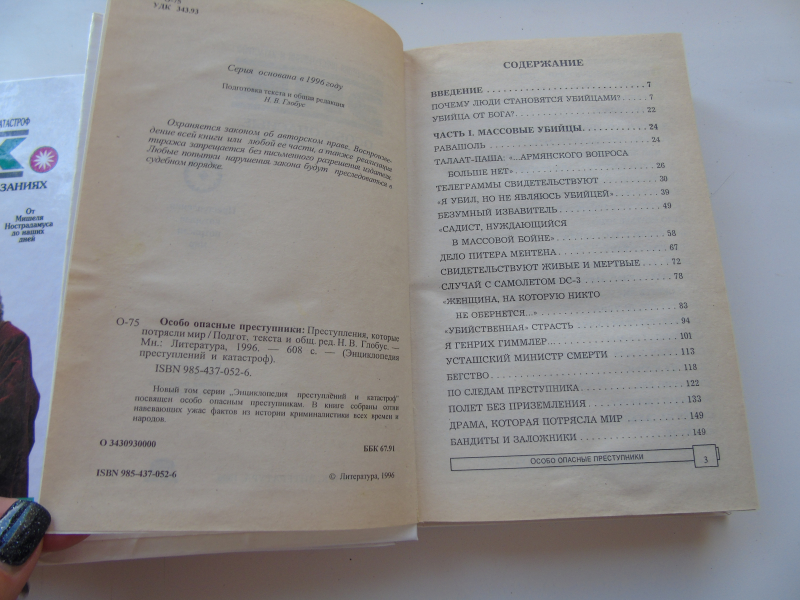 КАТАСТРОФ
ЗАНИЯХ
От
Мишеля
Нострадамуса
до наших
дней
УДК 343.93
Серия основана в 1996 году
Подготовка текста и общая редакция
Н. В. Глобус
Охраняется законом об авторском праве. Воспроизве-
дение всей книги или любой ее части, а также реализация
тиража запрещается без письменного разрешения издателя.
Любые попытки нарушения закона будут преследоваться в
судебном порядке.
О-75 Особо опасные преступники: Преступления, которые
потрясли мир / Подгот. текста и общ. ред. Н. В. Глобус. —
Мн.: Литература, 1996. — 608 с. — (Энциклопедия
преступлений и катастроф).
ISBN 985-437-052-6.
Новый том серии „Энциклопедия преступлений и катастроф"
посвящен особо опасным преступникам. В книге собраны сотни
навевающих ужас фактов из истории криминалистики всех времен и
народов.
О 3430930000
ББК 67.91
ISBN 985-437-052-6
© Литература, 1996
СОДЕРЖАНИЕ
ВВЕДЕНИЕ . . . . . . . . . . . . . . . . . . . . 7
ПОЧЕМУ ЛЮДИ СТАНОВЯТСЯ УБИЙЦАМИ? . . . . . 7
УБИЙЦА ОТ БОГА? . . . . . . . . . . . . . . . . 22
ЧАСТЬ I. МАССОВЫЕ УБИЙЦЫ. . . . . . . . . . . 24
РАВАШОЛЬ . . . . . . . . . . . . . . . . . . . . 24
ТАЛААТ-ПАША: «...АРМЯНСКОГО ВОПРОСА
БОЛЬШЕ НЕТ» . . . . . . . . . . . . . . . . . . 26
ТЕЛЕГРАММЫ СВИДЕТЕЛЬСТВУЮТ . . . . . . . . 30
«Я УБИЛ, НО НЕ ЯВЛЯЮСЬ УБИЙЦЕЙ» . . . . . . 39
БЕЗУМНЫЙ ИЗБАВИТЕЛЬ . . . . . . . . . . . . . 49
«САДИСТ, НУЖДАЮЩИЙСЯ
В МАССОВОЙ БОЙНЕ» . . . . . . . . . . . . . . 58
ДЕЛО ПИТЕРА МЕНТЕНА . . . . . . . . . . . . . . 67
СВИДЕТЕЛЬСТВУЮТ ЖИВЫЕ И МЕРТВЫЕ . . . . . 72
СЛУЧАЙ С САМОЛЕТОМ DC-3 . . . . . . . . . . . 78
«ЖЕНЩИНА, НА КОТОРУЮ НИКТО
НЕ ОБЕРНЕТСЯ...» . . . . . . . . . . . . . . . . 83
«УБИЙСТВЕННАЯ» СТРАСТЬ . . . . . . . . . . . 94
Я ГЕНРИХ ГИММЛЕР... . . . . . . . . . . . . . . 101
УСТАШСКИЙ МИНИСТР СМЕРТИ . . . . . . . . . 113
БЕГСТВО . . . . . . . . . . . . . . . . . . . . . 118
ПО СЛЕДАМ ПРЕСТУПНИКА . . . . . . . . . . . . 122
ПОЛЕТ БЕЗ ПРИЗЕМЛЕНИЯ . . . . . . . . . . . . 133
ДРАМА, КОТОРАЯ ПОТРЯСЛА МИР . . . . . . . . 149
БАНДИТЫ И ЗАЛОЖНИКИ . . . . . . . . . . . . . 149
ОСОБО ОПАСНЫЕ ПРЕСТУПНИКИ 3